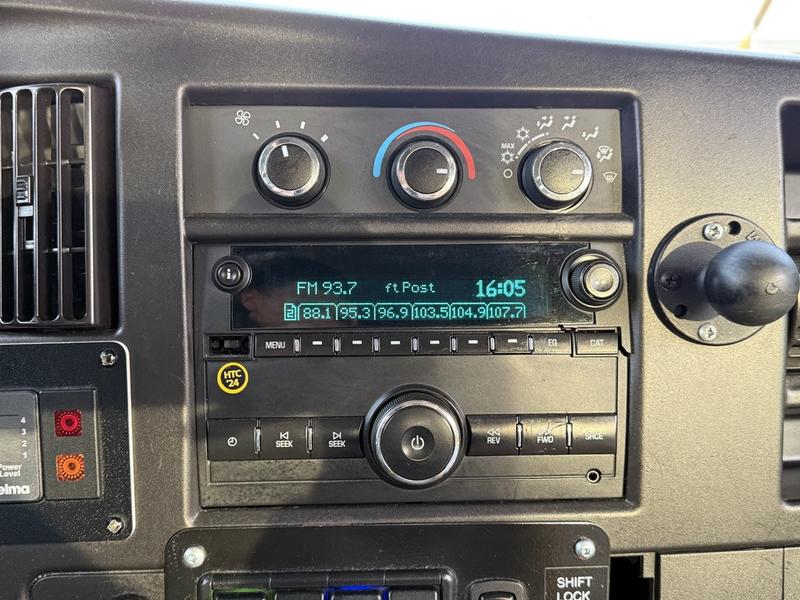 MAX
FM 93.7 ftPost 16:05
2 88.1 95.3 96.9 103.5 104.9 107.7
MENU EQ CAT
HTC
'24
SEEK SEEK REV FWD SRCE
4
3
2
1
Power
Level
elma
SHIFT
LOCK